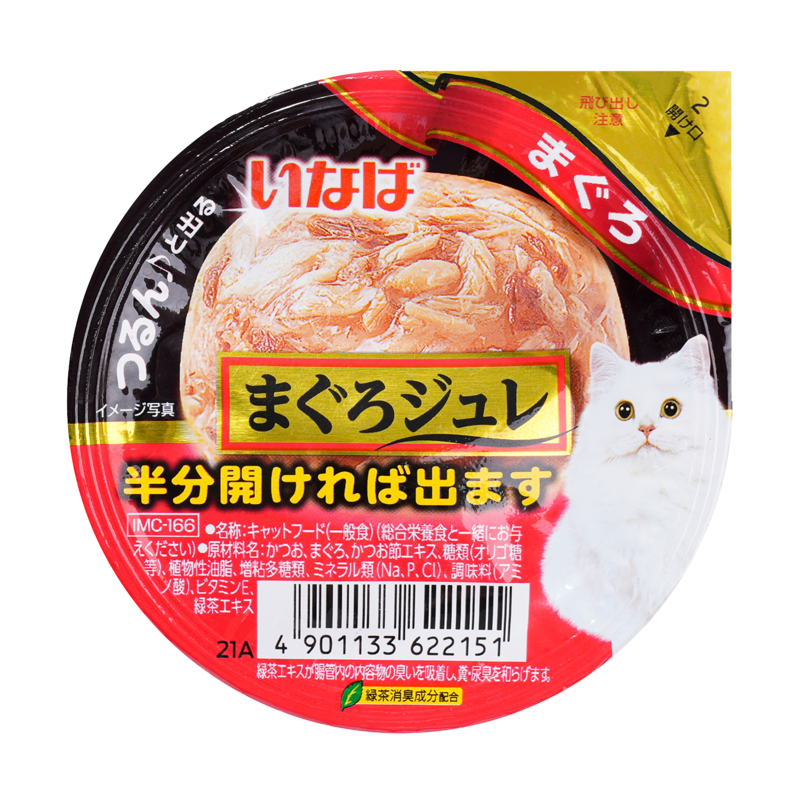 飛び出し
注意
2
開け口
まぐろ
いなば
つるん♪と出る
イメージ写真
まぐろジュレ
半分開ければ出ます
IMC-166 ●名称:キャットフード(一般食)(総合栄養食と一緒にお与
えください)●原材料名:かつお、まぐろ、かつお節エキス、糖類(オリゴ糖
等)、植物性油脂、増粘多糖類、ミネラル類(Na、P、Cl)、調味料(アミ
ノ酸)、ビタミンE、
緑茶エキス
21A
4 901133 622151
緑茶エキスが腸管内の内容物の臭いを吸着し、糞・尿臭を和らげます。
緑茶消臭成分配合